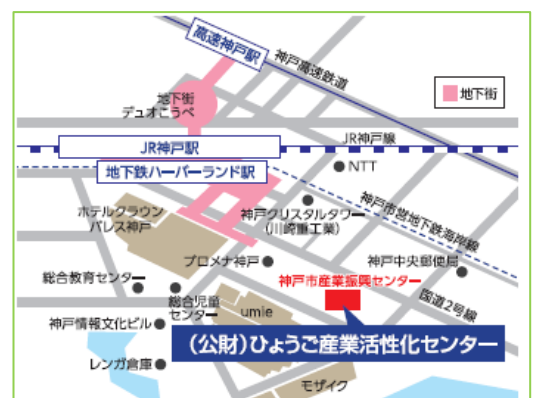 高速神戸駅
神戸高速鉄道
地下街
地下街
デュオこうべ
JR神戸駅
JR神戸線
地下鉄ハーバーランド駅
NTT
ホテルクラウン
パレス神戸
神戸クリスタルタワー
(川崎重工業)
神戸市営地下鉄海岸線
プロメナ神戸
神戸中央郵便局
総合教育センター
神戸市産業振興センター
総合児童
センター
umie
国道2号線
神戸情報文化ビル
(公財)ひょうご産業活性化センター
レンガ倉庫
モザイク